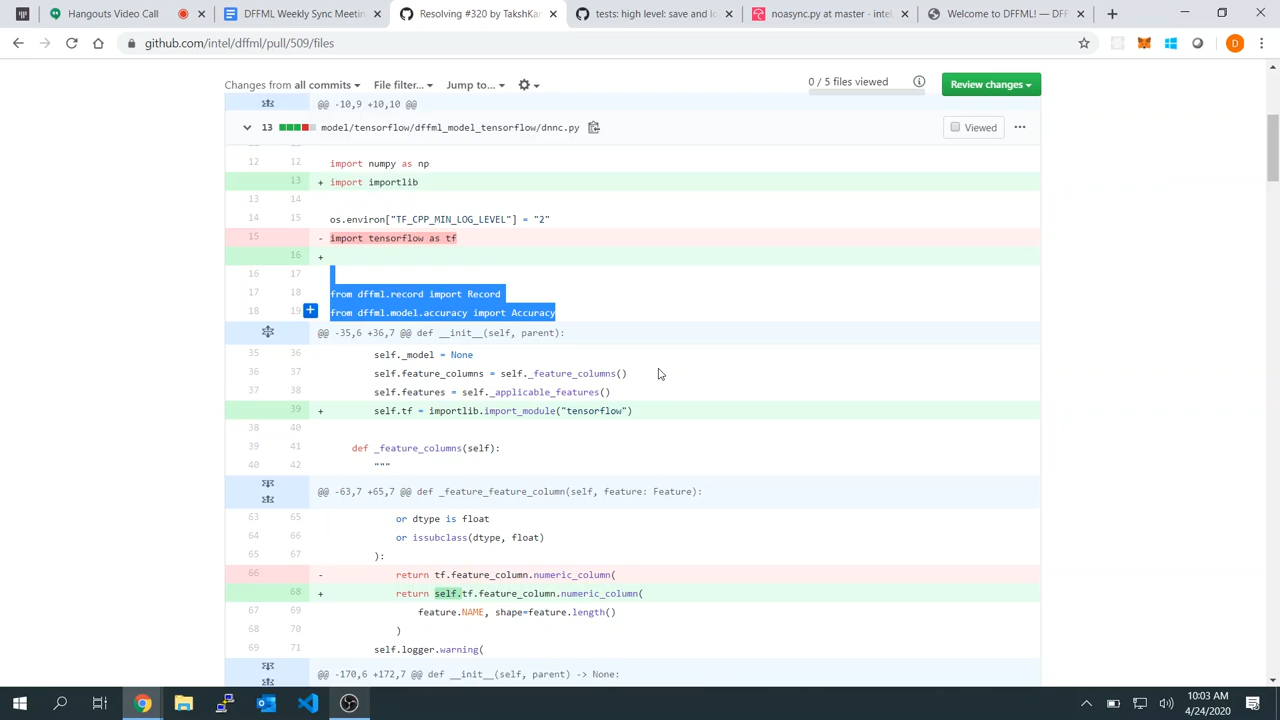 Hangouts Video Call
DFFML Weekly Sync Meetin
Resolving #320 by TakshKam
tests: high level, save and lo
noasync.py at master · intel/
Welcome to DFFML! — DFF
github.com/intel/dffml/pull/509/files
D
Changes from all commits
File filter...
Jump to...
0 / 5 files viewed
Review changes
@@ -10,9 +10,10 @@
13 model/tensorflow/dffml_model_tensorflow/dnnc.py
Viewed
12 12 import numpy as np
13 + import importlib
13 14
14 15 os.environ["TF_CPP_MIN_LOG_LEVEL"] = "2"
15 - import tensorflow as tf
16 +
16 17
17 18 from dffml.record import Record
18 19 from dffml.model.accuracy import Accuracy
@@ -35,6 +36,7 @@ def __init__(self, parent):
35 36 self._model = None
36 37 self.feature_columns = self._feature_columns()
37 38 self.features = self._applicable_features()
39 + self.tf = importlib.import_module("tensorflow")
38 40
39 41 def _feature_columns(self):
40 42 """
@@ -63,7 +65,7 @@ def _feature_feature_column(self, feature: Feature):
63 65 or dtype is float
64 66 or issubclass(dtype, float)
65 67 ):
66 - return tf.feature_column.numeric_column(
68 + return self.tf.feature_column.numeric_column(
67 69 feature.NAME, shape=feature.length()
68 70 )
69 71 self.logger.warning(
@@ -170,6 +172,7 @@ def __init__(self, parent) -> None:
10:03 AM
4/24/2020